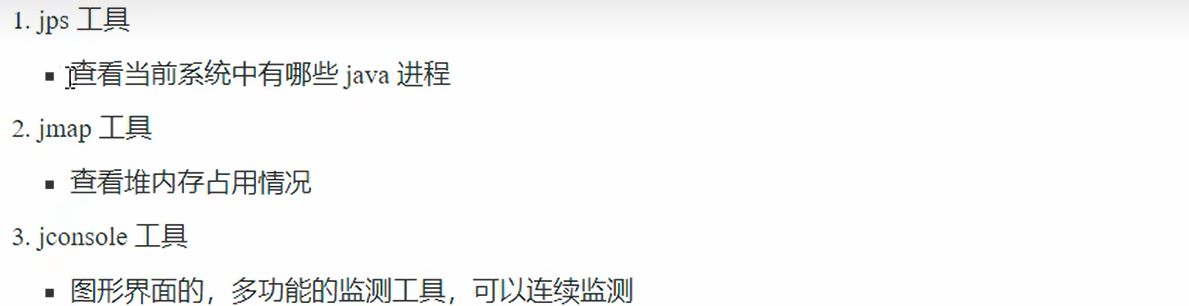 1. jps 工具
▪ 查看当前系统中有哪些 java 进程
2. jmap 工具
▪ 查看堆内存占用情况
3. jconsole 工具
▪ 图形界面的，多功能的监测工具，可以连续监测